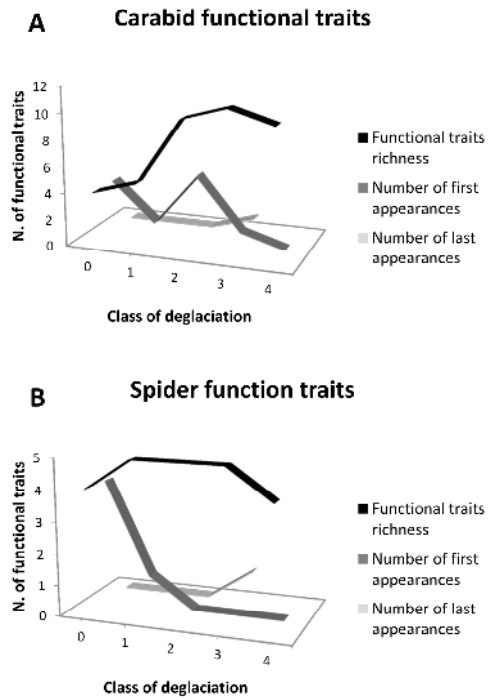 A
Carabid functional traits
N. of functional traits
12
10
8
6
4
2
0
0
1
2
3
4
Class of deglaciation
Functional traits
richness
Number of first
appearances
Number of last
appearances
B
Spider function traits
N. of functional traits
5
4
3
2
1
0
0
1
2
3
4
Class of deglaciation
Functional traits
richness
Number of first
appearances
Number of last
appearances